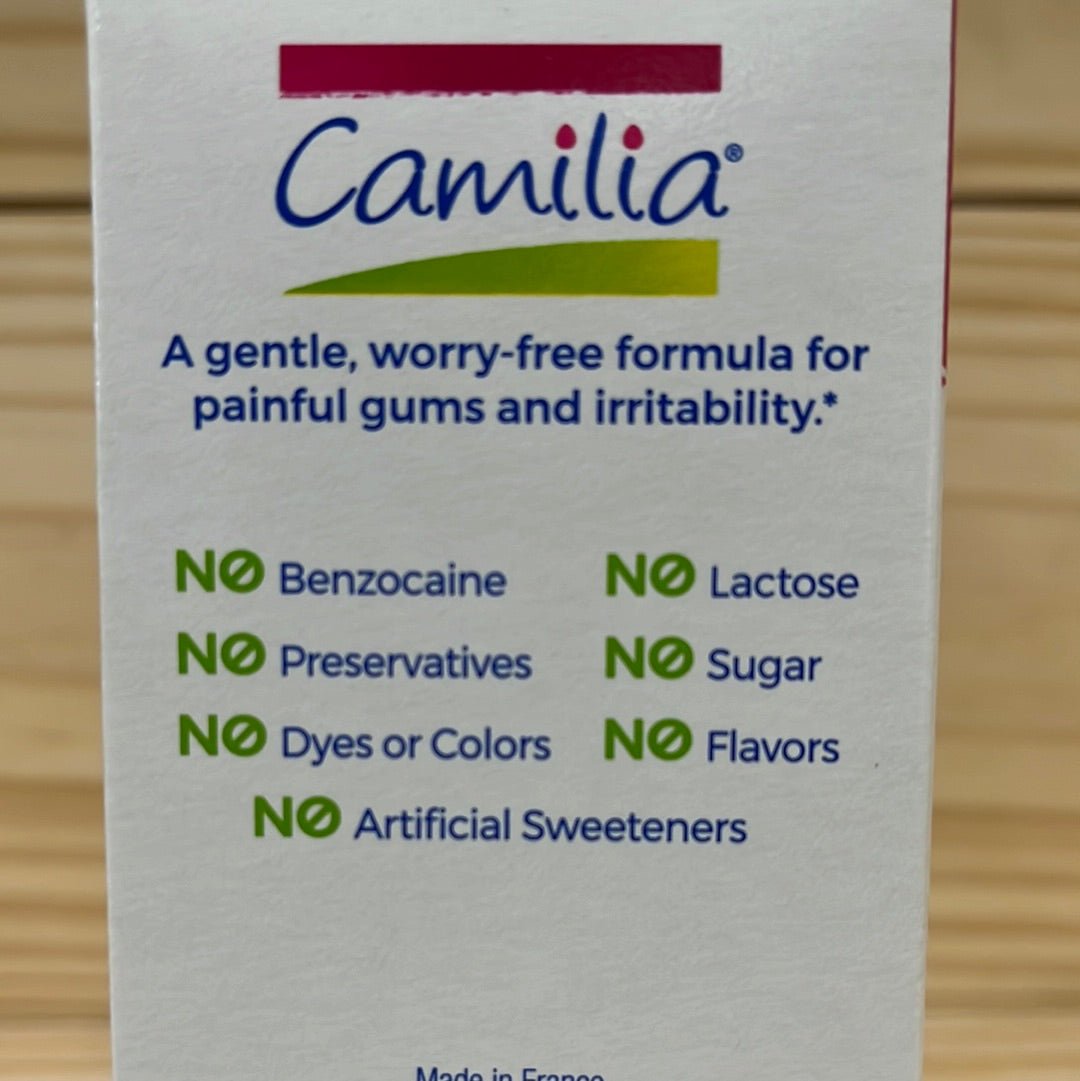 Camilia®
A gentle, worry-free formula for
painful gums and irritability.*
NO Benzocaine
NO Lactose
NO Preservatives
NO Sugar
NO Dyes or Colors
NO Flavors
NO Artificial Sweeteners
Made in France